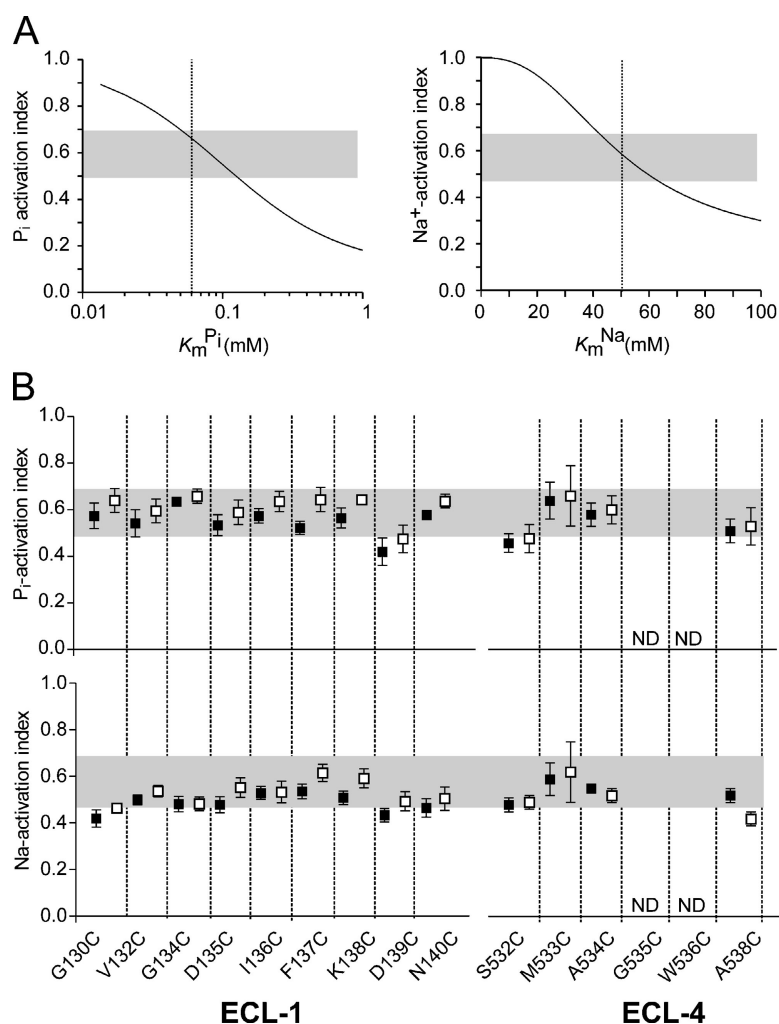 A
Pi activation index
1.0
0.8
0.6
0.4
0.2
0.0
0.01
0.1
1
KmPi(mM)
Na+-activation index
1.0
0.8
0.6
0.4
0.2
0.0
0
20
40
60
80
100
KmNa(mM)
B
Pi-activation index
1.0
0.8
0.6
0.4
0.2
0.0
ND ND
Na-activation index
1.0
0.8
0.6
0.4
0.2
0.0
ND ND
G130C
V132C
G134C
D135C
I136C
F137C
K138C
D139C
N140C
S532C
M533C
A534C
G535C
W536C
A538C
ECL-1
ECL-4